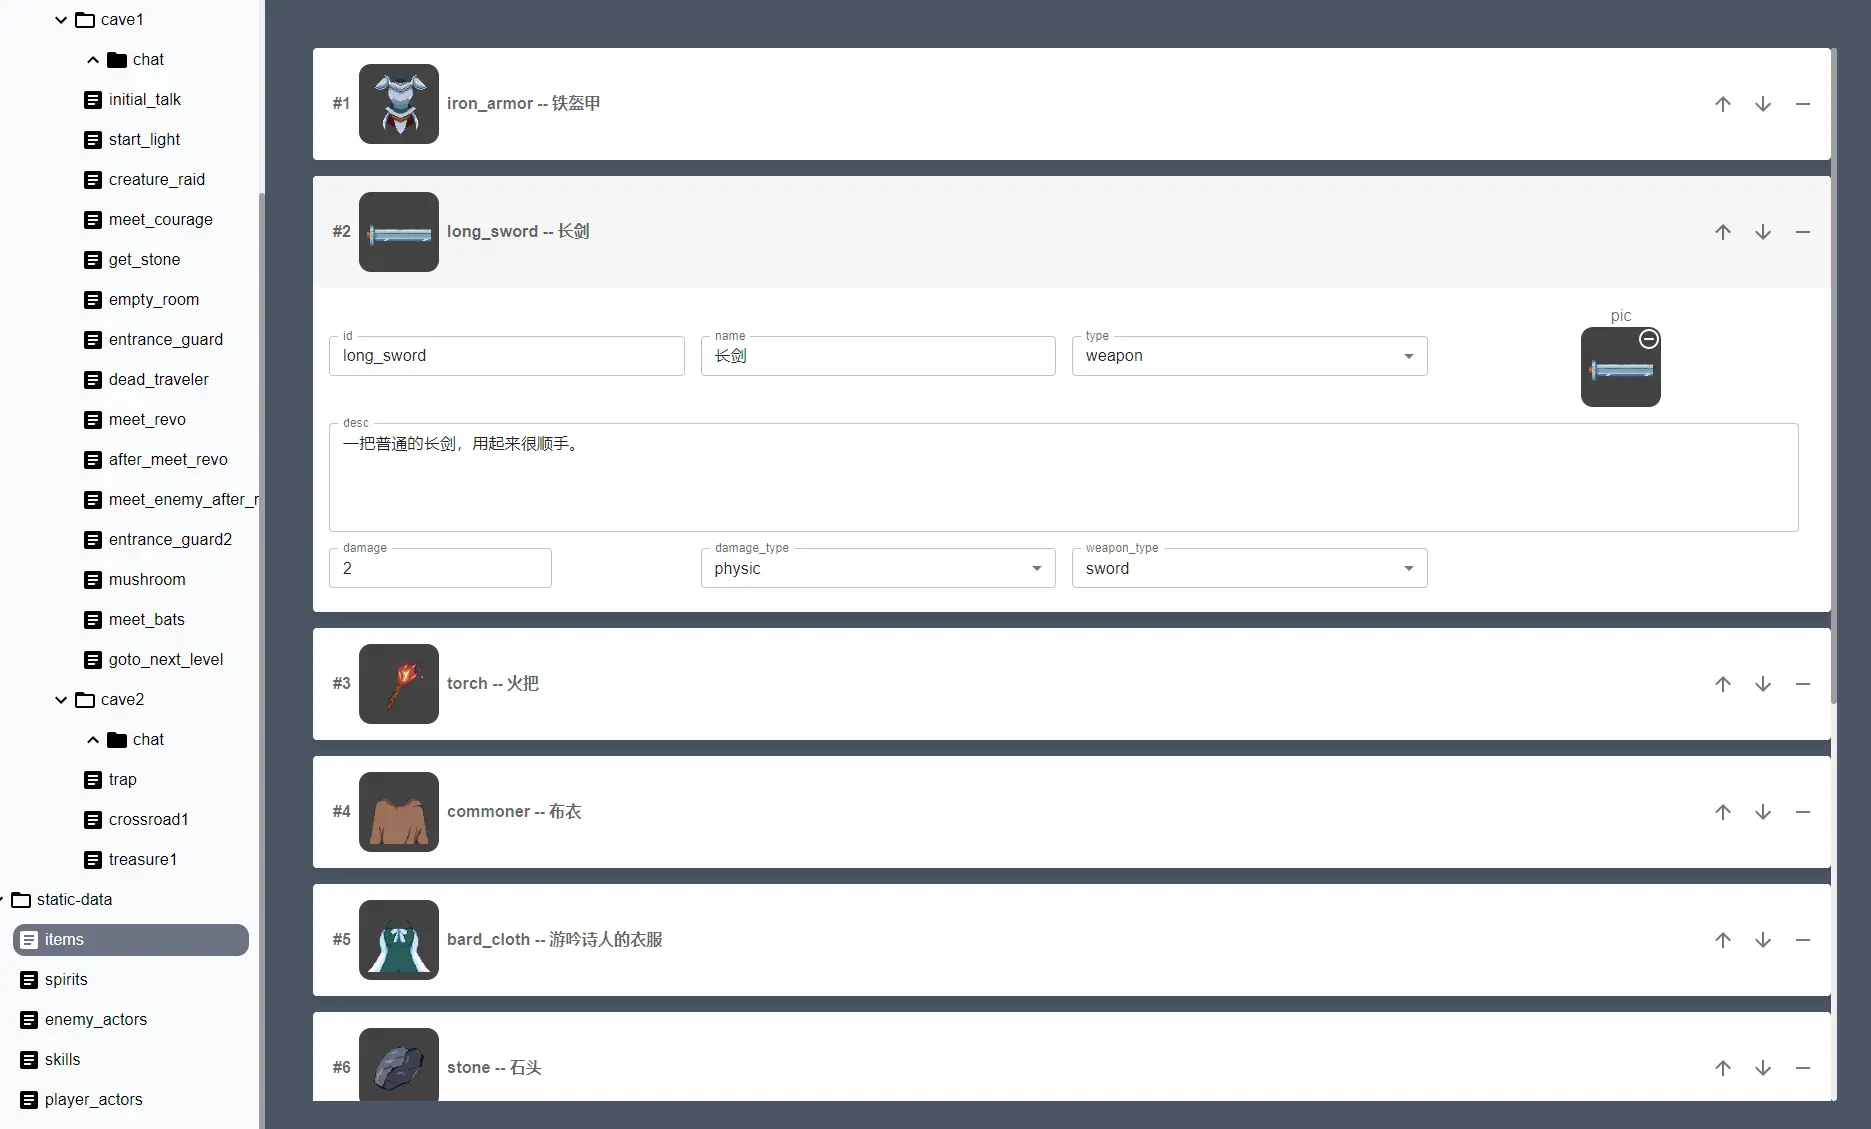 cave1
chat
initial_talk
start_light
creature_raid
meet_courage
get_stone
empty_room
entrance_guard
dead_traveler
meet_revo
after_meet_revo
meet_enemy_after_r
entrance_guard2
mushroom
meet_bats
goto_next_level
cave2
chat
trap
crossroad1
treasure1
static-data
items
spirits
enemy_actors
skills
player_actors
#1 iron_armor -- 铁盔甲
#2 long_sword -- 长剑
id
long_sword
name
长剑
type
weapon
pic
desc
一把普通的长剑，用起来很顺手。
damage
2
damage_type
physic
weapon_type
sword
#3 torch -- 火把
#4 commoner -- 布衣
#5 bard_cloth -- 游吟诗人的衣服
#6 stone -- 石头